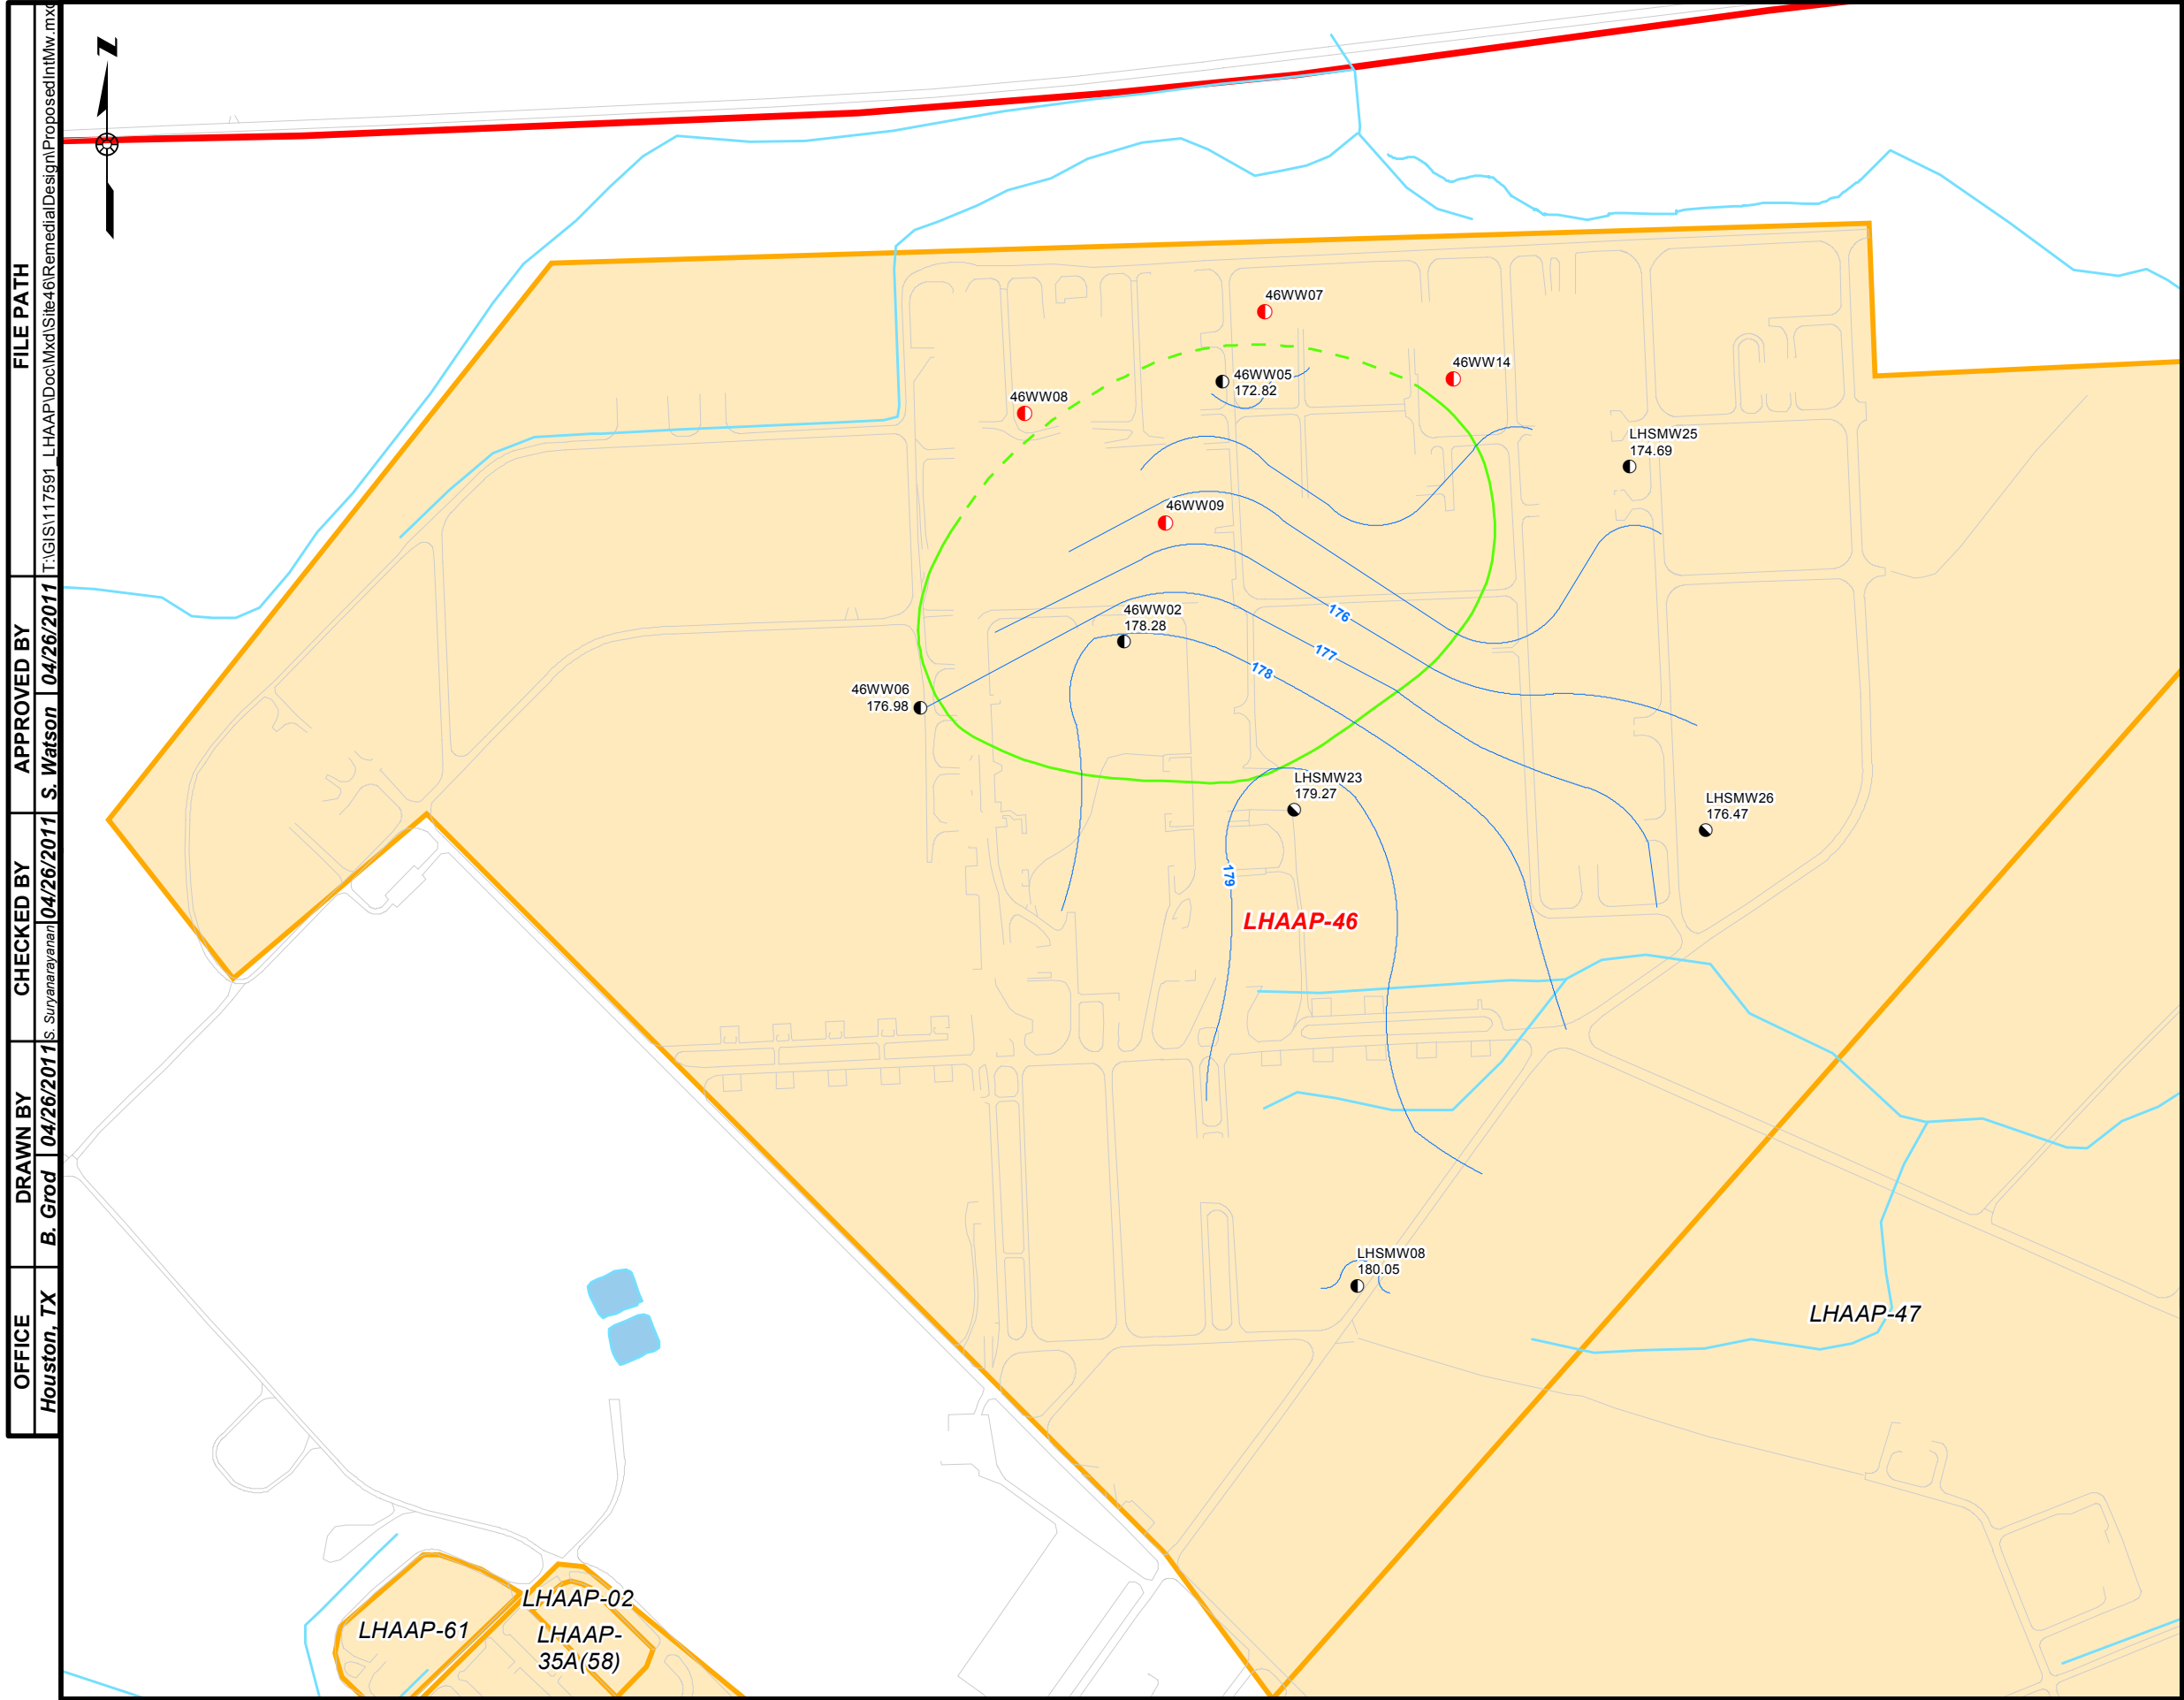 FILE PATH
T:\GIS\117591_LHAAP\Doc\Mxd\Site46\RemedialDesign\ProposedIntMw.mxd
APPROVED BY
S. Watson 04/26/2011
CHECKED BY
S. Suryanarayanan 04/26/2011
DRAWN BY
B. Grod 04/26/2011
OFFICE
Houston, TX
N
46WW07
46WW14
46WW05
172.82
46WW08
LHSMW25
174.69
46WW09
46WW02
178.28
176
177
178
46WW06
176.98
LHSMW23
179.27
LHSMW26
176.47
179
LHAAP-46
LHSMW08
180.05
LHAAP-47
LHAAP-02
LHAAP-61
LHAAP-
35A(58)